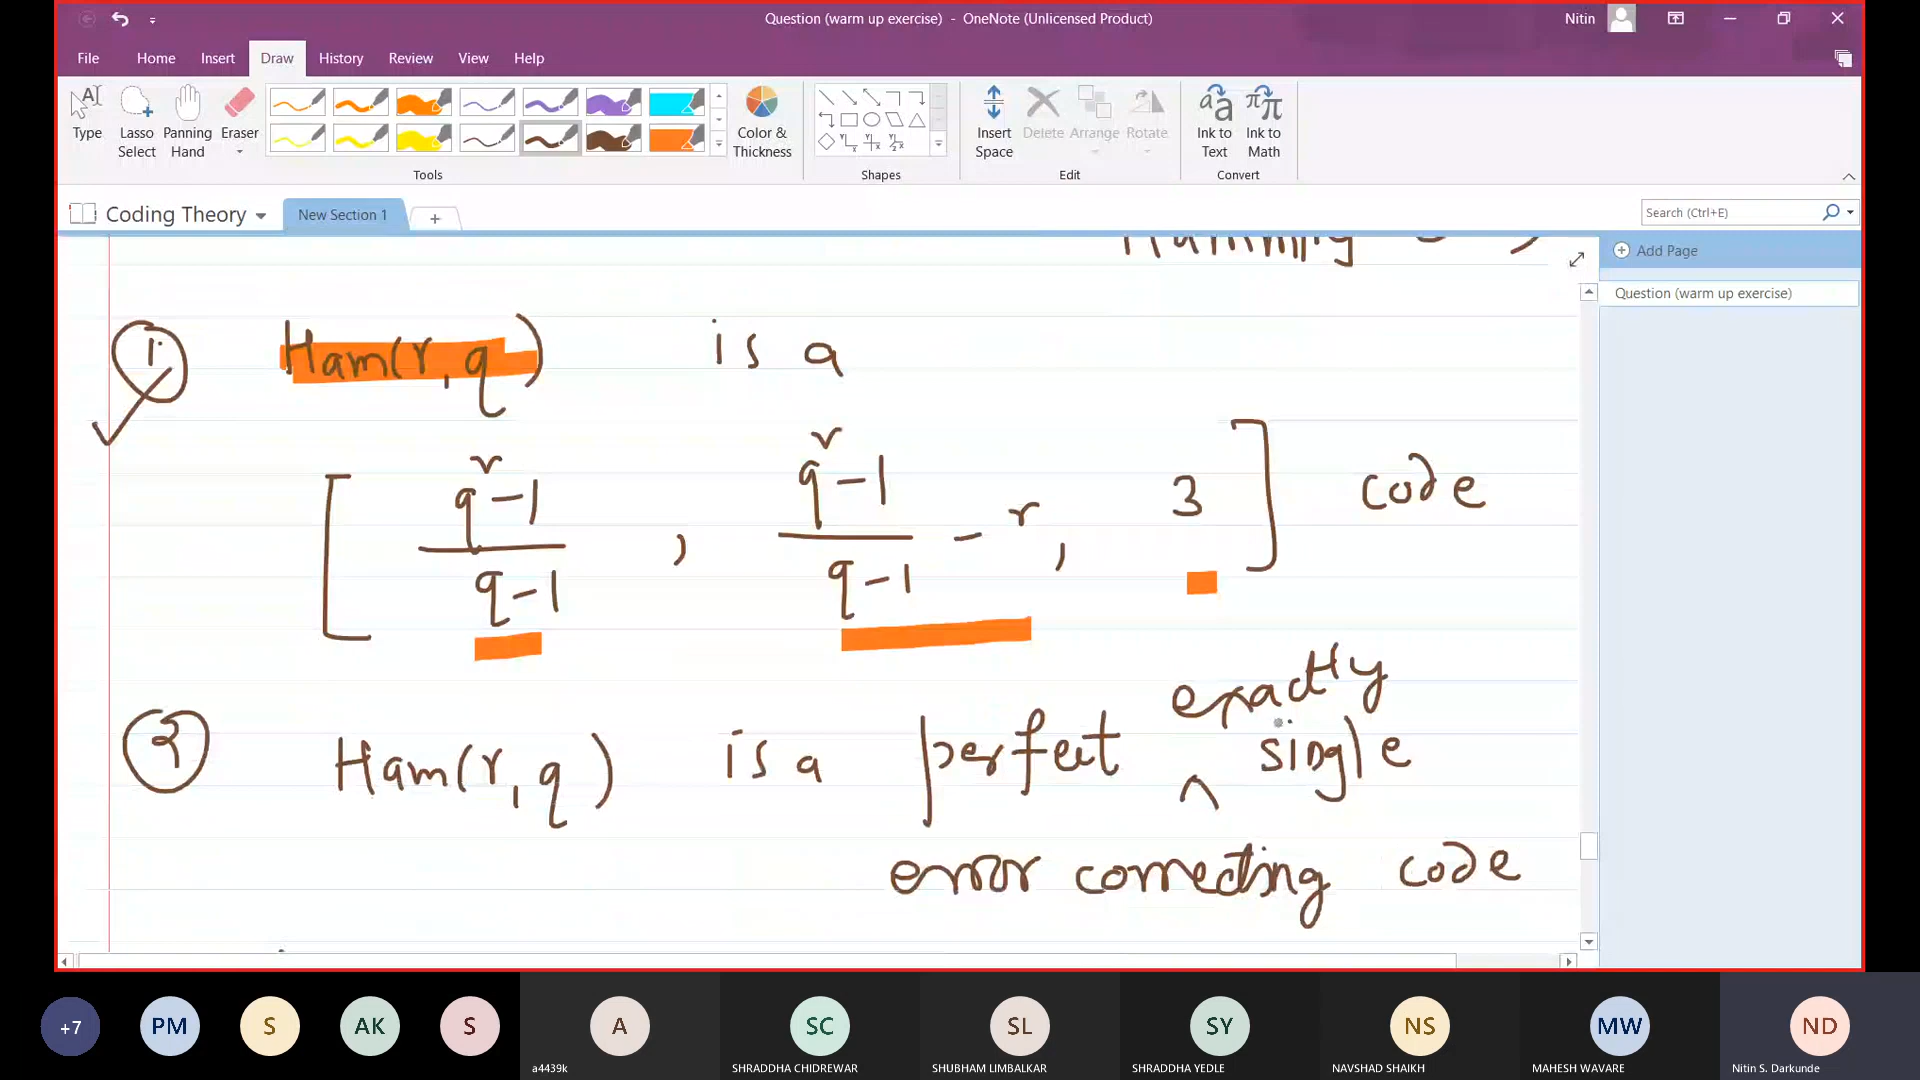 Question (warm up exercise) - OneNote (Unlicensed Product)
Nitin
File Home Insert Draw History Review View Help
Type
Lasso Select
Panning Hand
Eraser
Color & Thickness
Insert Space
Delete
Arrange
Rotate
Ink to Text
Ink to Math
Tools
Shapes
Edit
Convert
Coding Theory
New Section 1
Search (Ctrl+E)
Add Page
Question (warm up exercise)
Hamming
① Ham(r, q) is a
[ q^r-1 / q-1 , q^r-1 / q-1 - r, 3 ] code
② Ham(r, q) is a perfect ^ exactly single
error correcting code
+7 PM S AK S A SC SL SY NS MW ND
a4439k SHRADDHA CHIDREWAR SHUBHAM LIMBALKAR SHRADDHA YEDLE NAVSHAD SHAIKH MAHESH WAVARE Nitin S. Darkunde